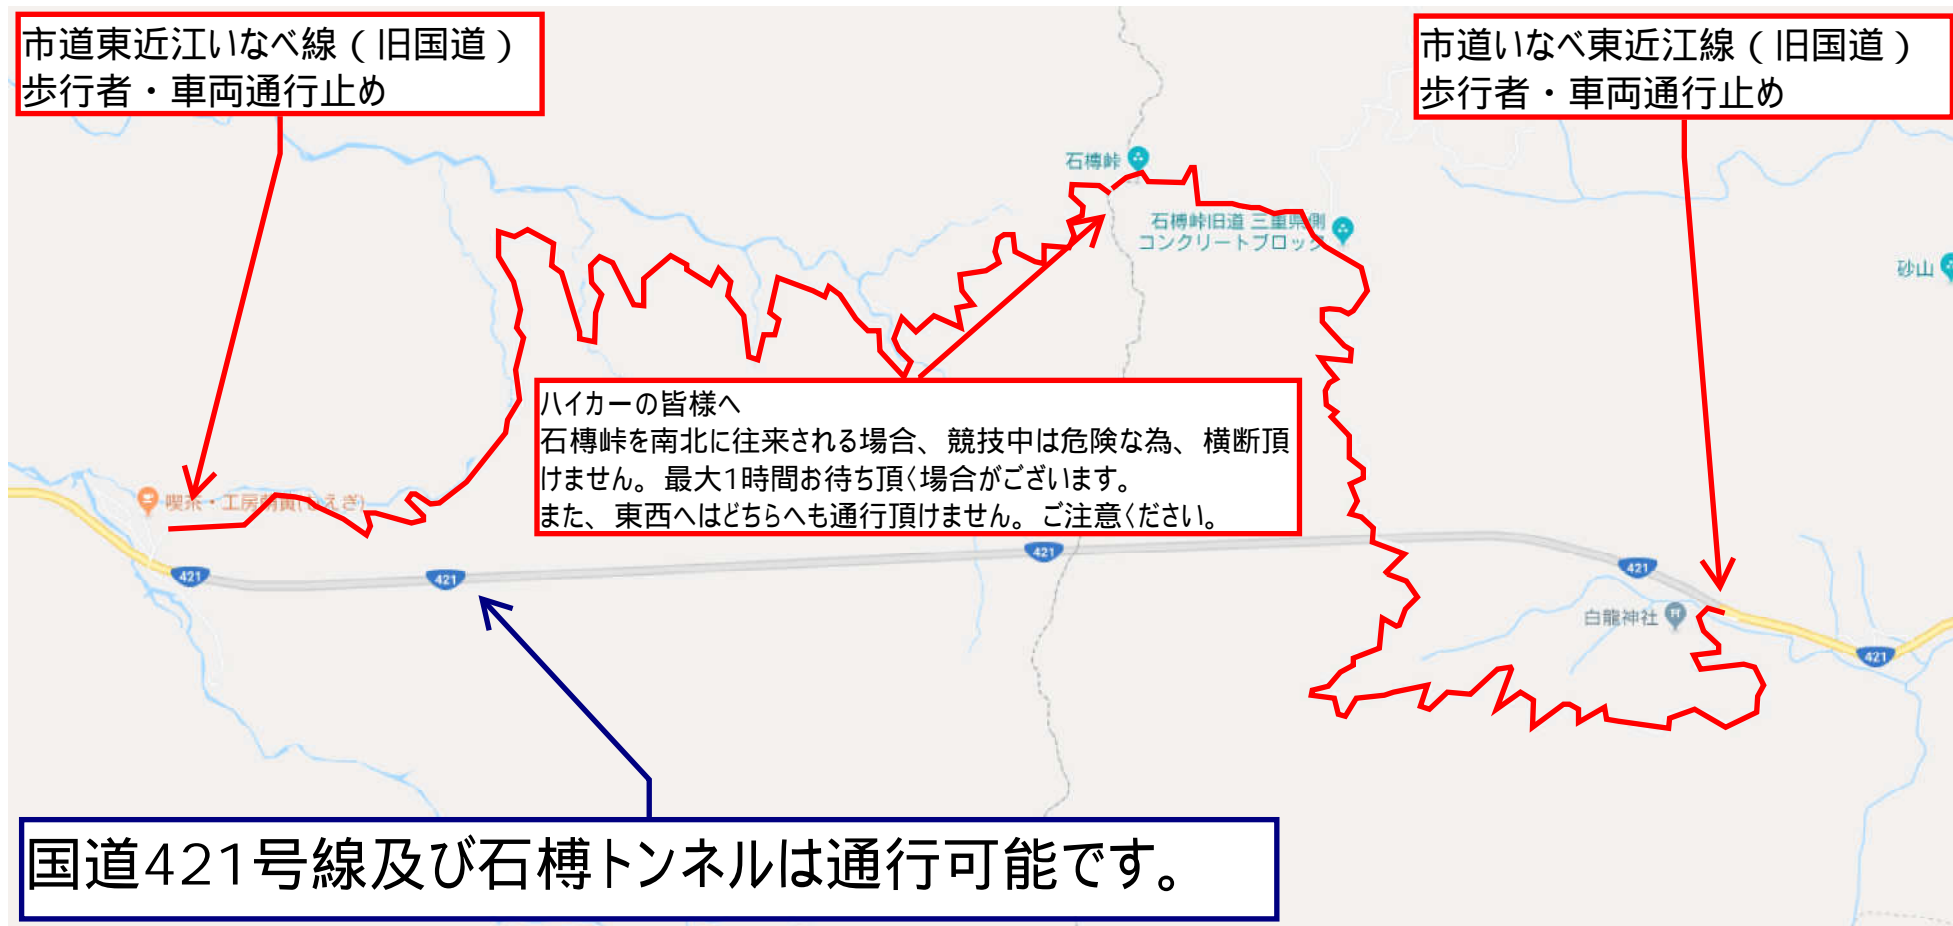 市道東近江いなべ線（旧国道）
歩行者・車両通行止め
市道いなべ東近江線（旧国道）
歩行者・車両通行止め
石榑峠
石榑峠旧道 三重県側
コンクリートブロック
砂山
ハイカーの皆様へ
石榑峠を南北に往来される場合、競技中は危険な為、横断頂
けません。最大1時間お待ち頂く場合がございます。
また、東西へはどちらへも通行頂けません。ご注意ください。
喫茶・工房萌黄(もえぎ)
421
421
421
421
白龍神社
421
国道421号線及び石榑トンネルは通行可能です。